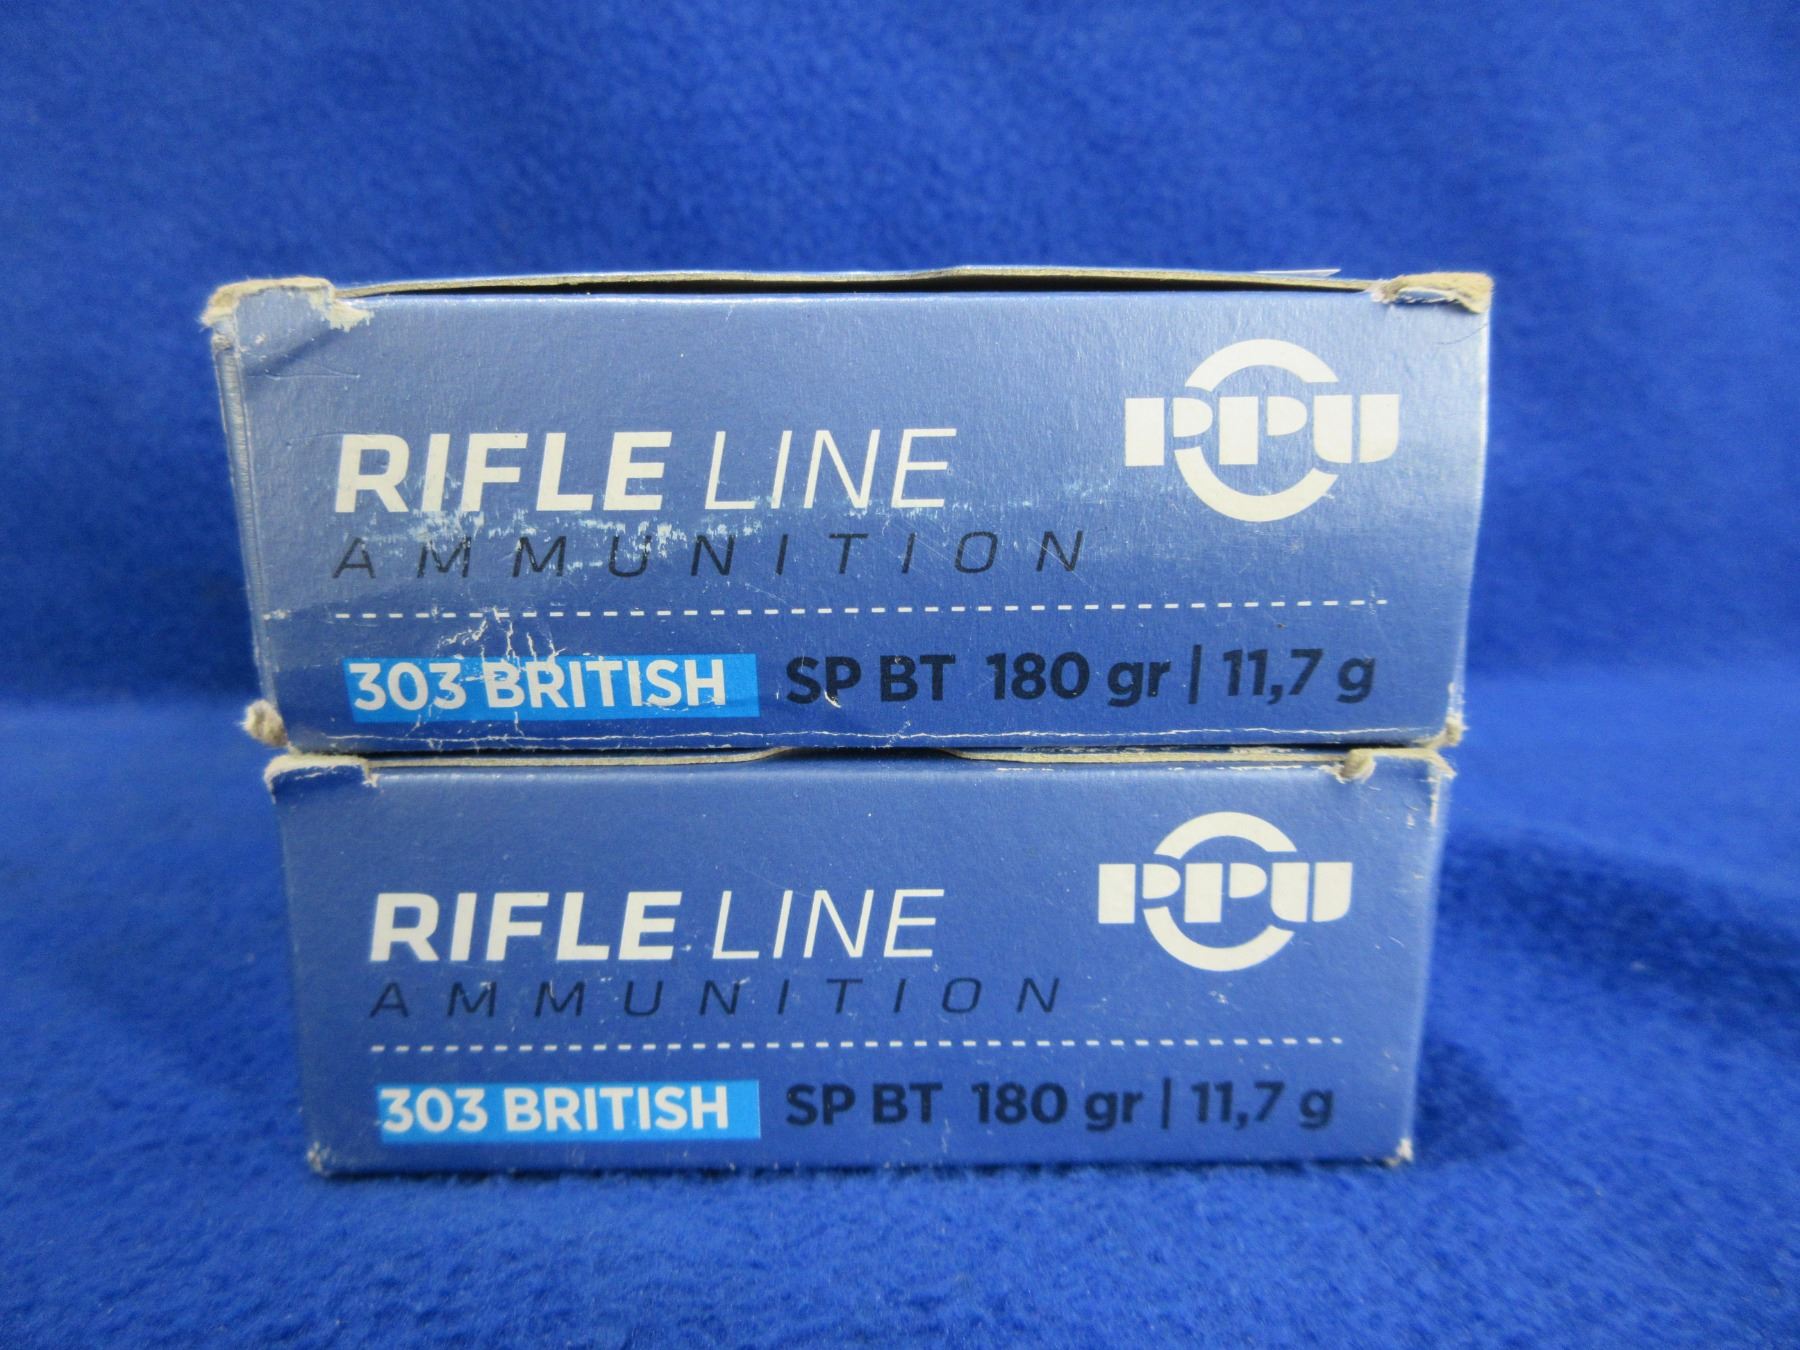 PPU
RIFLE LINE
AMMUNITION
303 BRITISH SP BT 180 gr | 11,7 g
PPU
RIFLE LINE
AMMUNITION
303 BRITISH SP BT 180 gr | 11,7 g